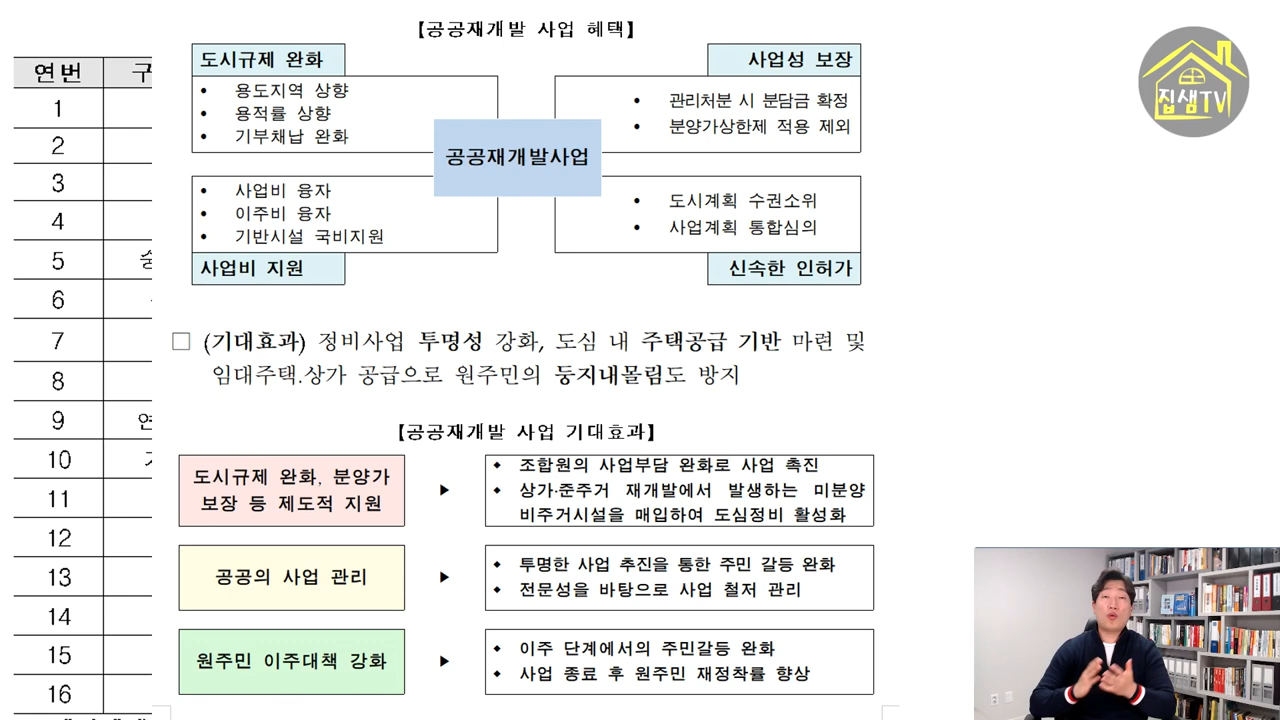 【공공재개발 사업 혜택】
도시규제 완화
• 용도지역 상향
• 용적률 상향
• 기부채납 완화
사업성 보장
• 관리처분 시 분담금 확정
• 분양가상한제 적용 제외
공공재개발사업
• 사업비 융자
• 이주비 융자
• 기반시설 국비지원
사업비 지원
• 도시계획 수권소위
• 사업계획 통합심의
신속한 인허가
□ (기대효과) 정비사업 투명성 강화, 도심 내 주택공급 기반 마련 및
임대주택.상가 공급으로 원주민의 둥지내몰림도 방지
【공공재개발 사업 기대효과】
도시규제 완화, 분양가
보장 등 제도적 지원
▶
◆ 조합원의 사업부담 완화로 사업 촉진
◆ 상가·준주거 재개발에서 발생하는 미분양
비주거시설을 매입하여 도심정비 활성화
공공의 사업 관리
▶
◆ 투명한 사업 추진을 통한 주민 갈등 완화
◆ 전문성을 바탕으로 사업 철저 관리
원주민 이주대책 강화
▶
◆ 이주 단계에서의 주민갈등 완화
◆ 사업 종료 후 원주민 재정착률 향상
연번 구
1
2
3
4
5
6
7
8
9
10
11
12
13
14
15
16
집샘TV